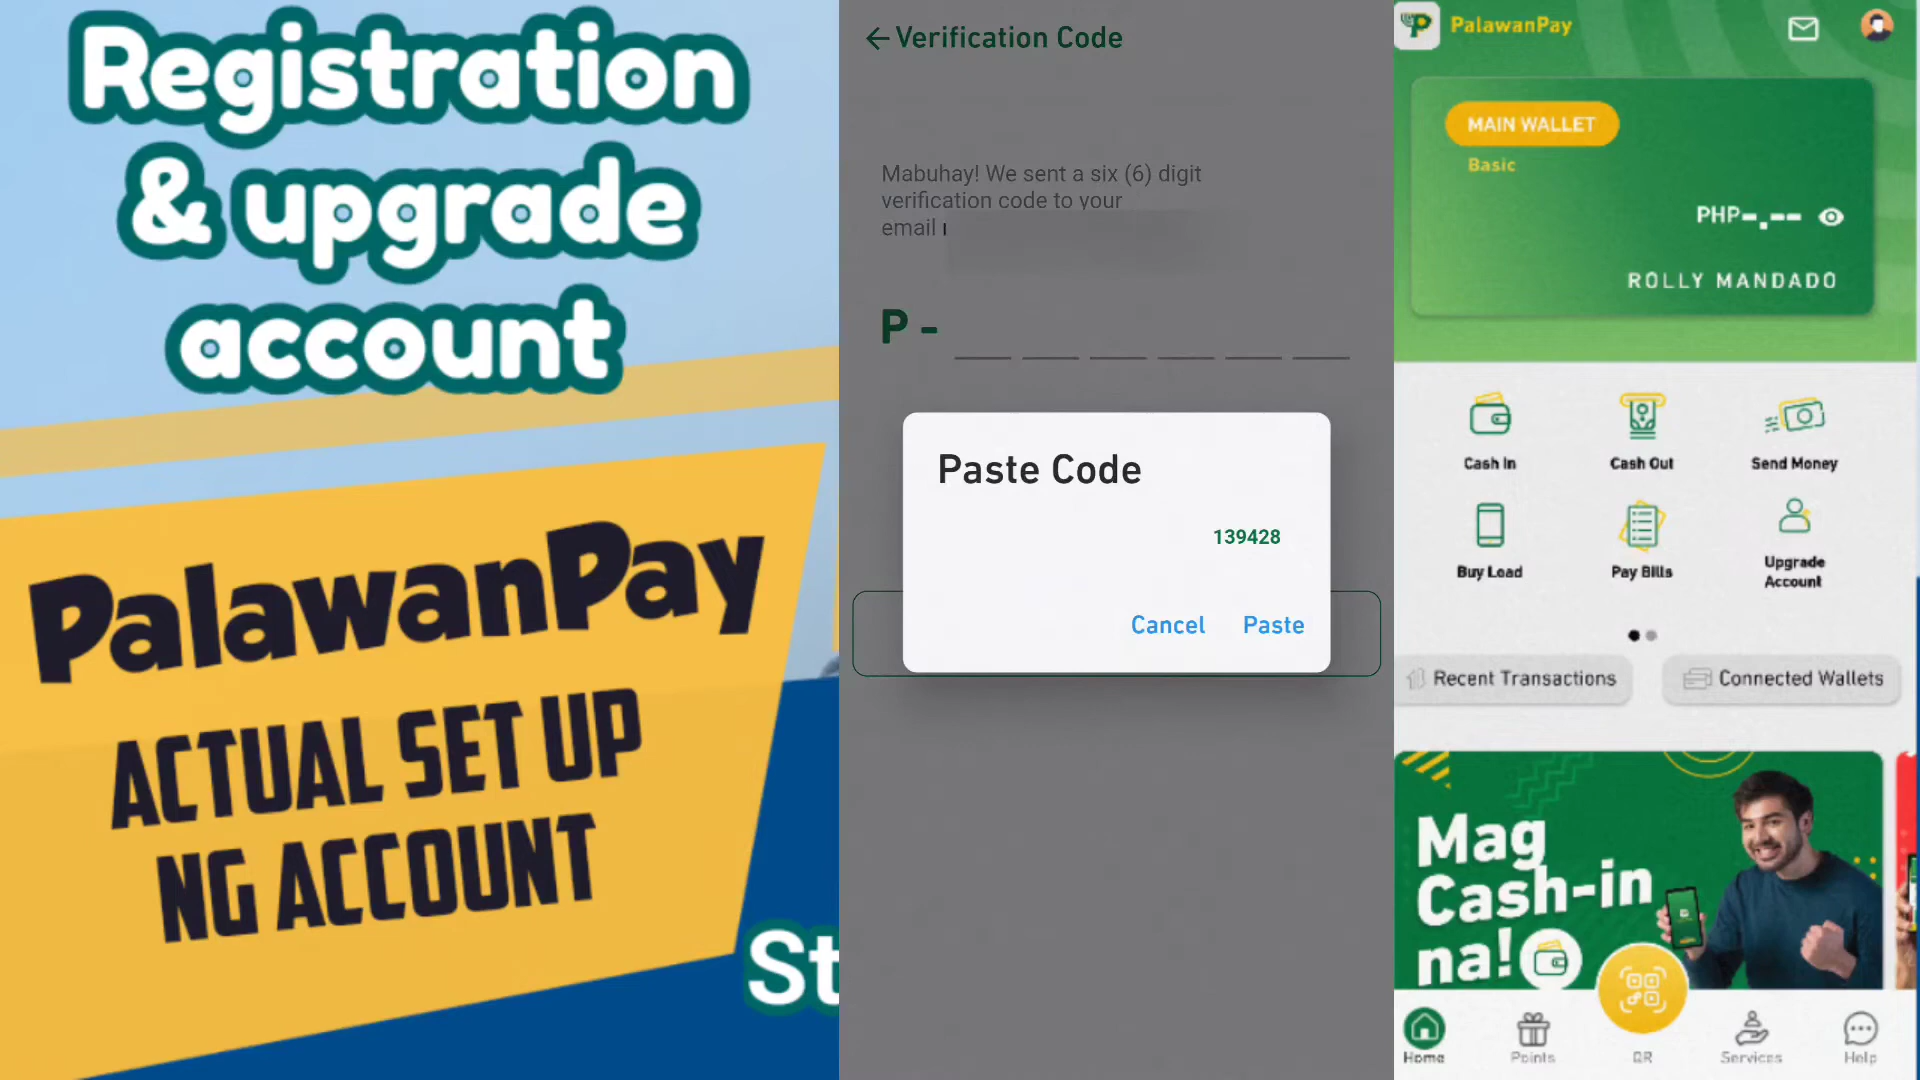 Registration
& upgrade
account
PalawanPay
ACTUAL SET UP
NG ACCOUNT
St
Verification Code
Mabuhay! We sent a six (6) digit
verification code to your
email
P -
Paste Code
139428
Cancel Paste
PalawanPay
MAIN WALLET
Basic
PHP-.--
ROLLY MANDADO
Cash In Cash Out Send Money
Buy Load Pay Bills Upgrade
Account
Recent Transactions Connected Wallets
Mag
Cash-in
na!
Home Points QR Services Help